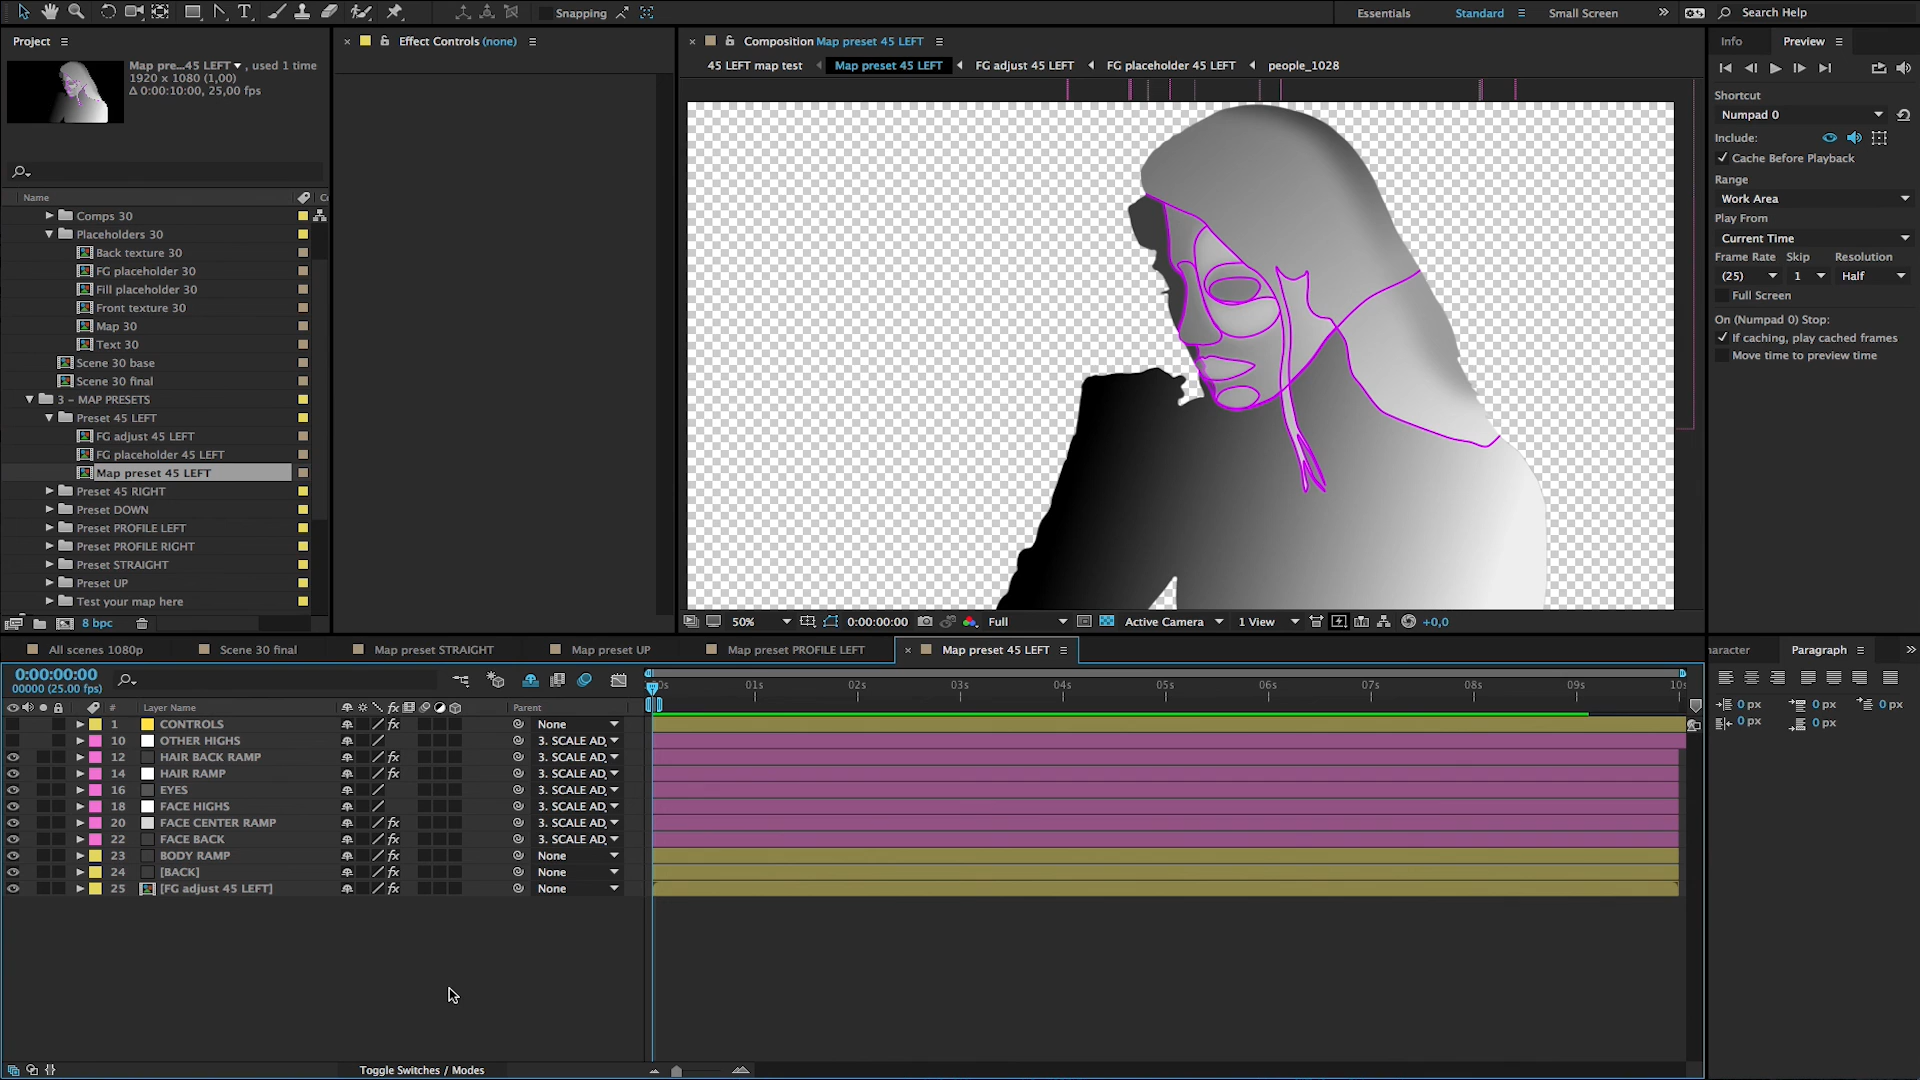 Snapping
Essentials
Standard
Small Screen
Search Help
Project
Effect Controls (none)
Composition Map preset 45 LEFT
Info
Preview
Map pre...45 LEFT , used 1 time
1920 x 1080 (1,00)
Δ 0:00:10:00, 25,00 fps
45 LEFT map test
Map preset 45 LEFT
FG adjust 45 LEFT
FG placeholder 45 LEFT
people_1028
Shortcut
Numpad 0
Include:
Cache Before Playback
Range
Work Area
Play From
Current Time
Frame Rate
Skip
Resolution
(25)
1
Half
Full Screen
On (Numpad 0) Stop:
If caching, play cached frames
Move time to preview time
Name
Comps 30
Placeholders 30
Back texture 30
FG placeholder 30
Fill placeholder 30
Front texture 30
Map 30
Text 30
Scene 30 base
Scene 30 final
3 – MAP PRESETS
Preset 45 LEFT
FG adjust 45 LEFT
FG placeholder 45 LEFT
Map preset 45 LEFT
Preset 45 RIGHT
Preset DOWN
Preset PROFILE LEFT
Preset PROFILE RIGHT
Preset STRAIGHT
Preset UP
Test your map here
8 bpc
50%
0:00:00:00
Full
Active Camera
1 View
+0,0
All scenes 1080p
Scene 30 final
Map preset STRAIGHT
Map preset UP
Map preset PROFILE LEFT
Map preset 45 LEFT
aracter
Paragraph
0:00:00:00
00000 (25.00 fps)
0s
01s
02s
03s
04s
05s
06s
07s
08s
09s
10s
0 px
0 px
0 px
0 px
0 px
# Layer Name
Parent
1 CONTROLS None
10 OTHER HIGHS 3. SCALE AD
12 HAIR BACK RAMP 3. SCALE AD
14 HAIR RAMP 3. SCALE AD
16 EYES 3. SCALE AD
18 FACE HIGHS 3. SCALE AD
20 FACE CENTER RAMP 3. SCALE AD
22 FACE BACK 3. SCALE AD
23 BODY RAMP None
24 [BACK] None
25 [FG adjust 45 LEFT] None
Toggle Switches / Modes